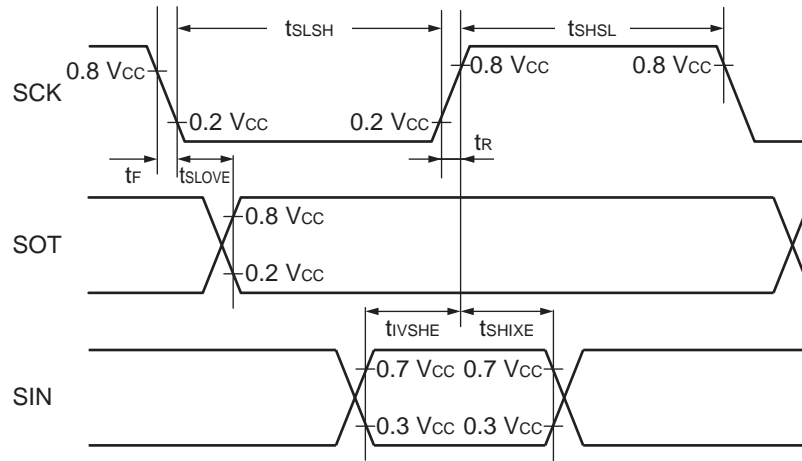 tSLSH tSHSL
0.8 VCC 0.8 VCC 0.8 VCC
SCK
0.2 VCC 0.2 VCC
tF tSLOVE tR
0.8 VCC
SOT
0.2 VCC
tIVSHE tSHIXE
0.7 VCC 0.7 VCC
SIN
0.3 VCC 0.3 VCC